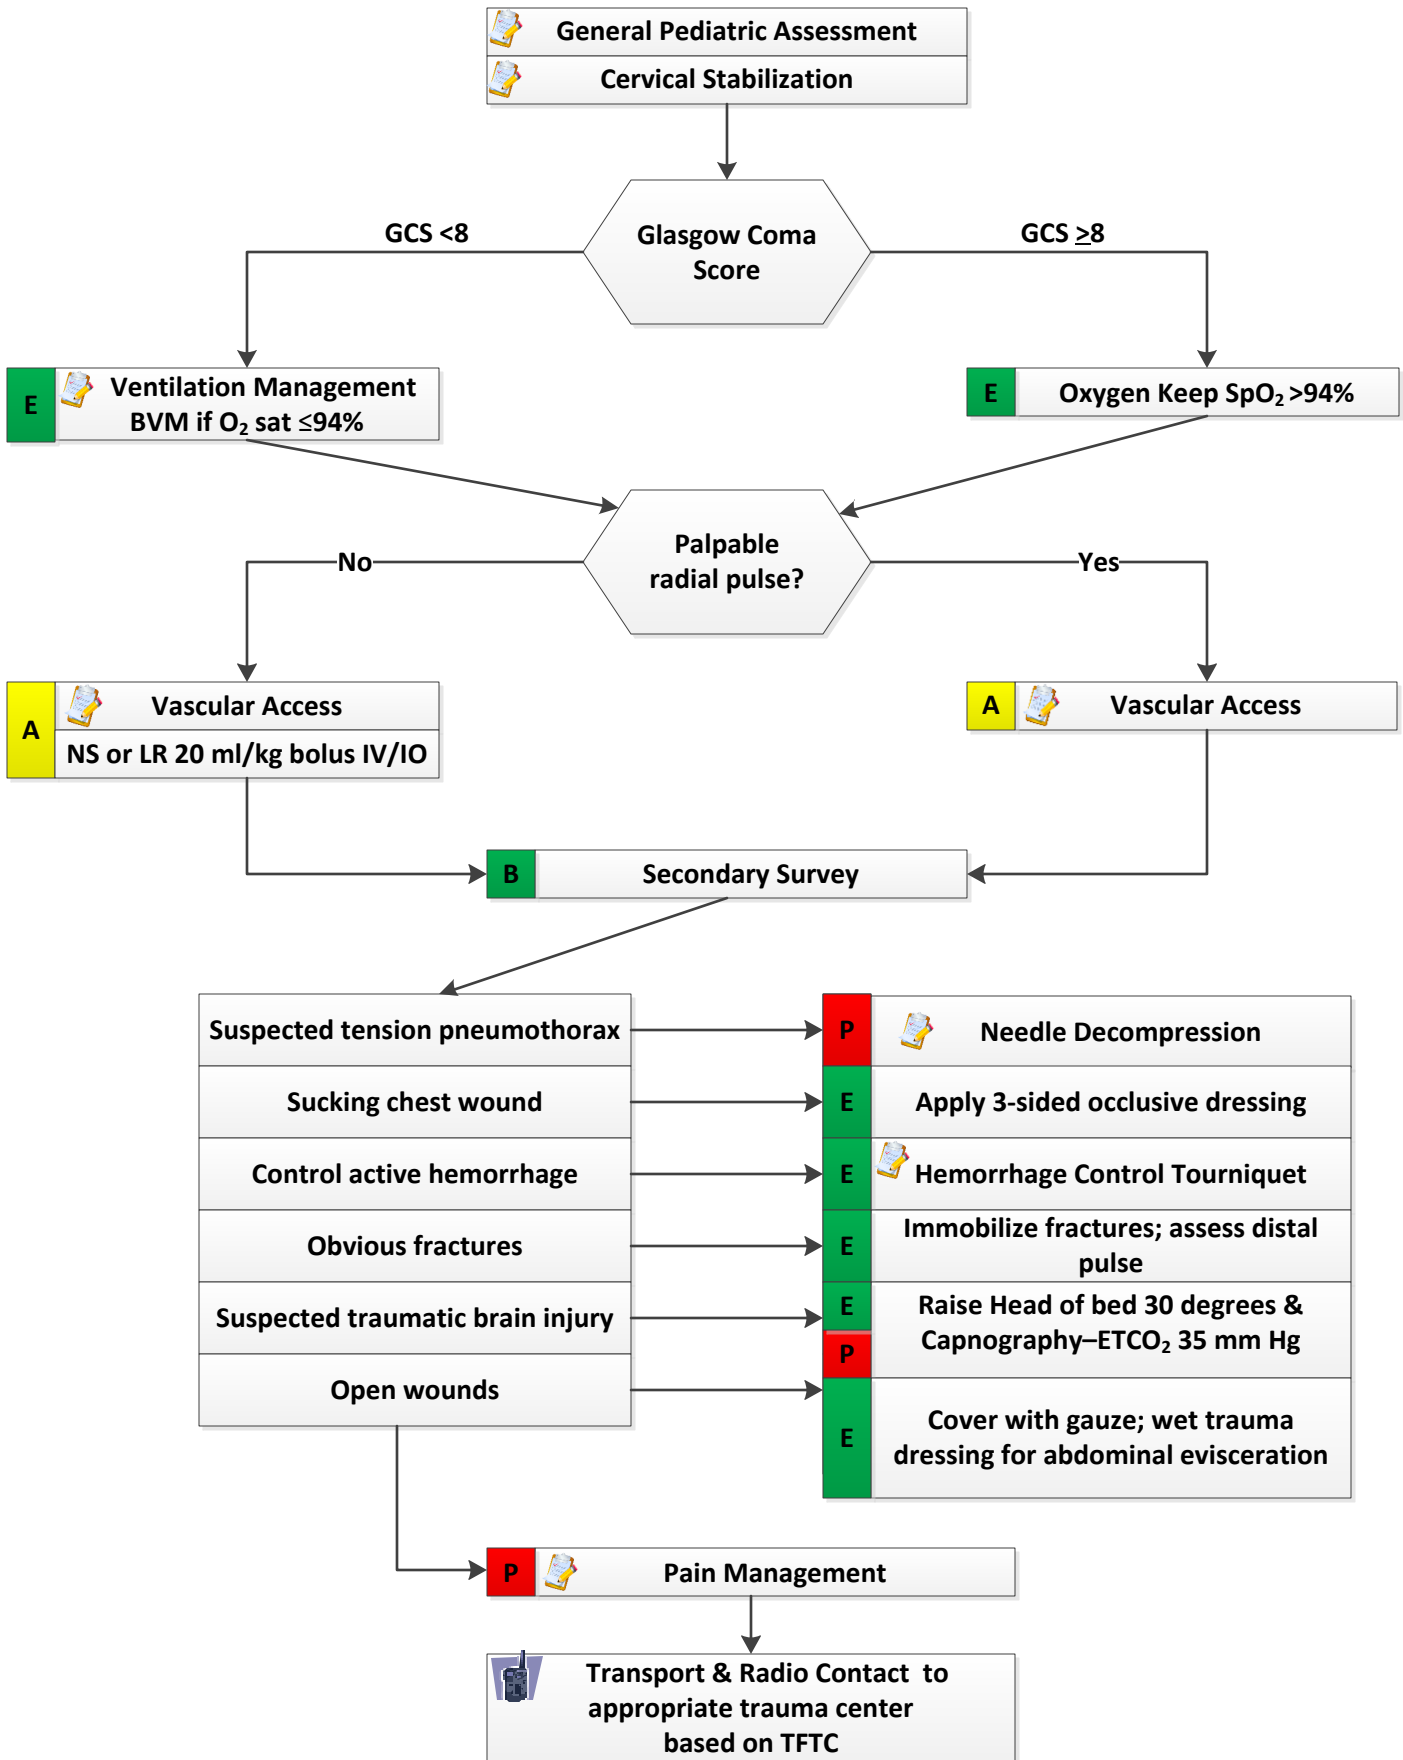 General Pediatric Assessment
Cervical Stabilization
GCS <8
Glasgow Coma
Score
GCS ≥8
E
Ventilation Management
BVM if O₂ sat ≤94%
E
Oxygen Keep SpO₂ >94%
Palpable
radial pulse?
No
Yes
A
Vascular Access
NS or LR 20 ml/kg bolus IV/IO
A
Vascular Access
B
Secondary Survey
Suspected tension pneumothorax
P
Needle Decompression
Sucking chest wound
E
Apply 3-sided occlusive dressing
Control active hemorrhage
E
Hemorrhage Control Tourniquet
Obvious fractures
E
Immobilize fractures; assess distal
pulse
Suspected traumatic brain injury
E
P
Raise Head of bed 30 degrees &
Capnography–ETCO₂ 35 mm Hg
Open wounds
E
Cover with gauze; wet trauma
dressing for abdominal evisceration
P
Pain Management
Transport & Radio Contact to
appropriate trauma center
based on TFTC